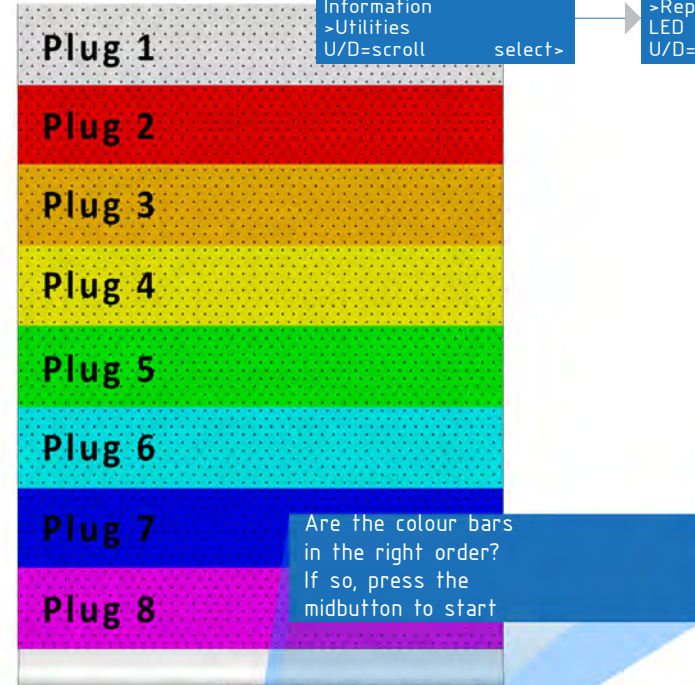 Information
>Utilities
U/D=scroll select>
>Rep
LED
U/D=
Plug 1
Plug 2
Plug 3
Plug 4
Plug 5
Plug 6
Plug 7
Plug 8
Are the colour bars
in the right order?
If so, press the
midbutton to start